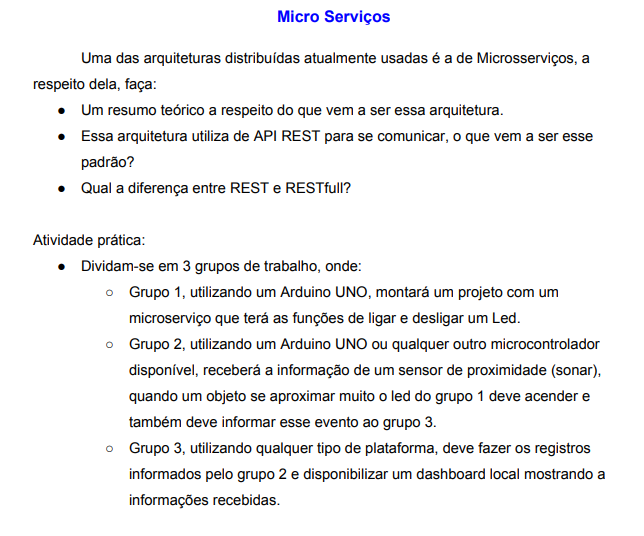 Micro Serviços
Uma das arquiteturas distribuídas atualmente usadas é a de Microsserviços, a
respeito dela, faça:
● Um resumo teórico a respeito do que vem a ser essa arquitetura.
● Essa arquitetura utiliza de API REST para se comunicar, o que vem a ser esse
padrão?
● Qual a diferença entre REST e RESTfull?
Atividade prática:
● Dividam-se em 3 grupos de trabalho, onde:
○ Grupo 1, utilizando um Arduino UNO, montará um projeto com um
microserviço que terá as funções de ligar e desligar um Led.
○ Grupo 2, utilizando um Arduino UNO ou qualquer outro microcontrolador
disponível, receberá a informação de um sensor de proximidade (sonar),
quando um objeto se aproximar muito o led do grupo 1 deve acender e
também deve informar esse evento ao grupo 3.
○ Grupo 3, utilizando qualquer tipo de plataforma, deve fazer os registros
informados pelo grupo 2 e disponibilizar um dashboard local mostrando a
informações recebidas.